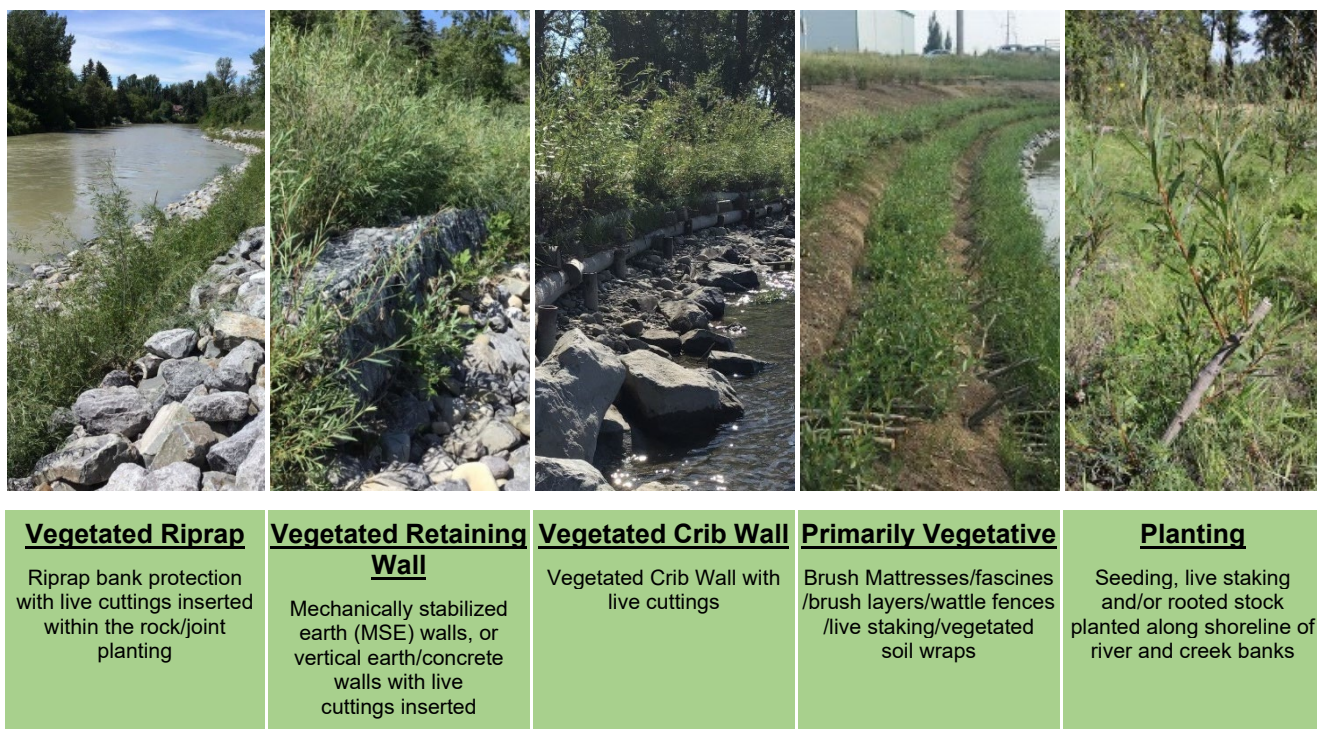 Vegetated Riprap
Riprap bank protection
with live cuttings inserted
within the rock/joint
planting
Vegetated Retaining
Wall
Mechanically stabilized
earth (MSE) walls, or
vertical earth/concrete
walls with live
cuttings inserted
Vegetated Crib Wall
Vegetated Crib Wall with
live cuttings
Primarily Vegetative
Brush Mattresses/fascines
/brush layers/wattle fences
/live staking/vegetated
soil wraps
Planting
Seeding, live staking
and/or rooted stock
planted along shoreline of
river and creek banks